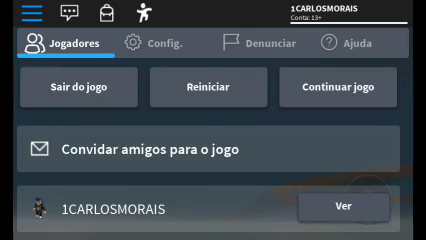 1CARLOSMORAIS
Conta: 13+
Jogadores
Config.
Denunciar
Ajuda
Sair do jogo
Reiniciar
Continuar jogo
Convidar amigos para o jogo
1CARLOSMORAIS
Ver